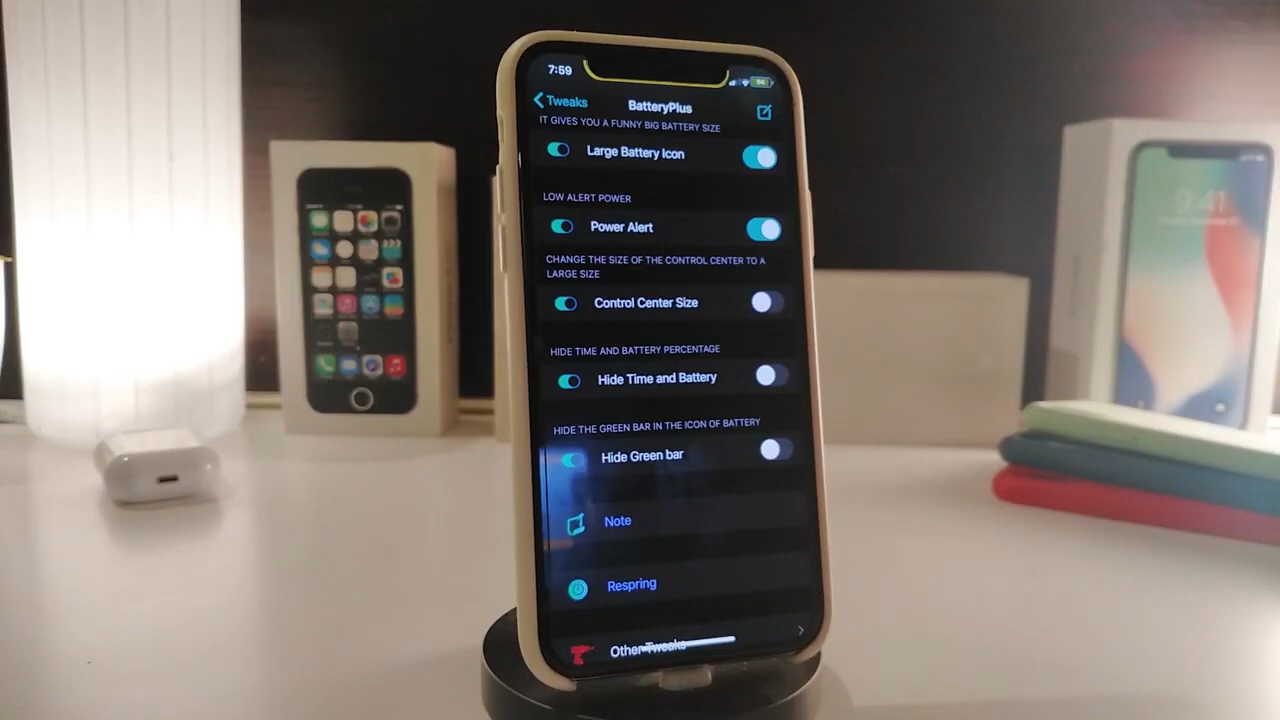 7:59
94
Tweaks
BatteryPlus
IT GIVES YOU A FUNNY BIG BATTERY SIZE
Large Battery Icon
LOW ALERT POWER
Power Alert
CHANGE THE SIZE OF THE CONTROL CENTER TO A
LARGE SIZE
Control Center Size
HIDE TIME AND BATTERY PERCENTAGE
Hide Time and Battery
HIDE THE GREEN BAR IN THE ICON OF BATTERY
Hide Green bar
Note
Respring
Other Tweaks
9:41